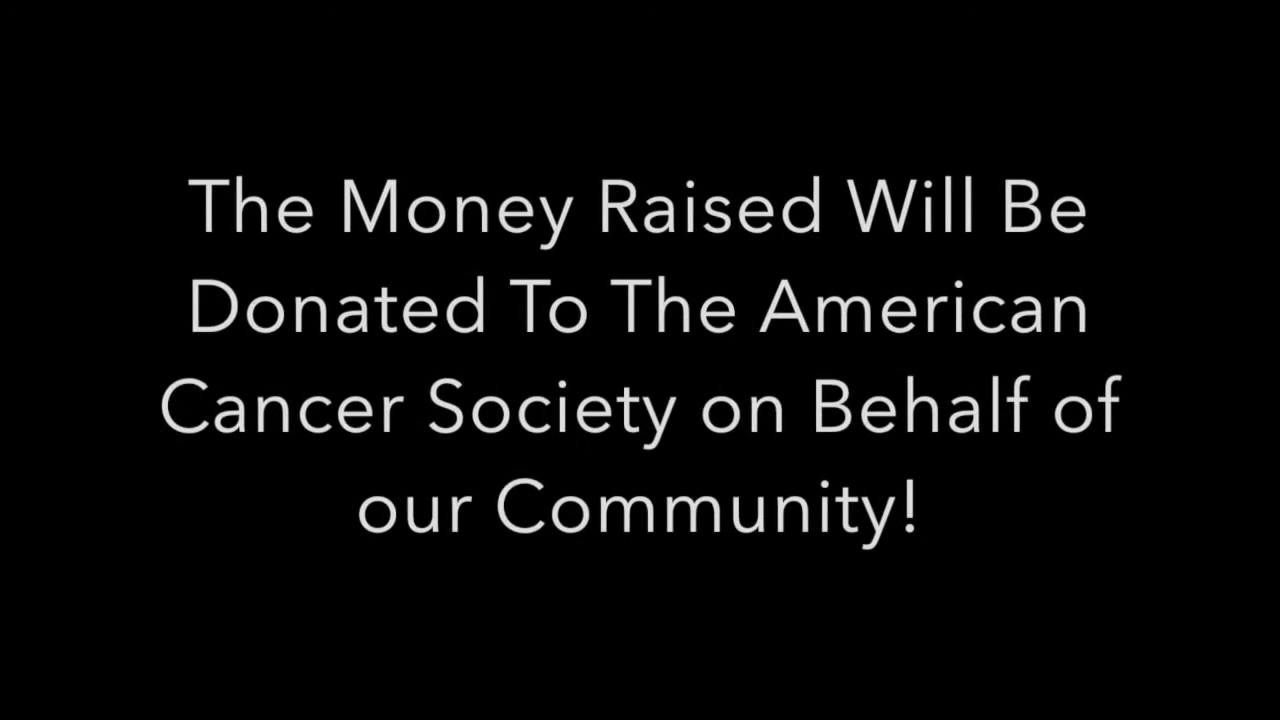 The Money Raised Will Be
Donated To The American
Cancer Society on Behalf of
our Community!